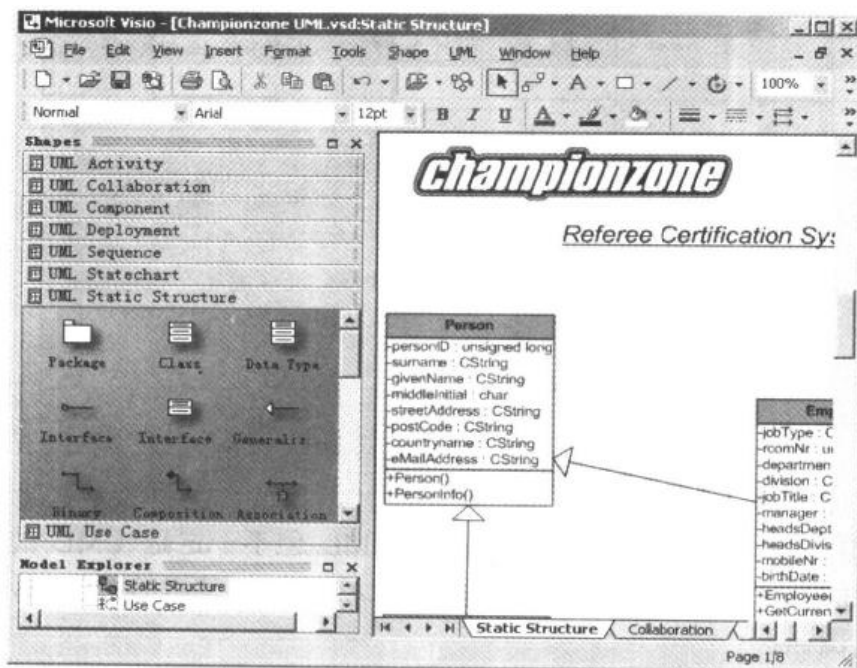 Microsoft Visio - [Championzone UML.vsd:Static Structure]
File Edit View Insert Format Tools Shape UML Window Help
100%
Normal Arial 12pt B I U A
Shapes
UML Activity
UML Collaboration
UML Component
UML Deployment
UML Sequence
UML Statechart
UML Static Structure
Package Class Data Type
Interface Interface Generaliz...
Binary Composition Association
UML Use Case
Model Explorer
Static Structure
Use Case
championzone
Referee Certification Sys
Person
-personID : unsigned long
-surname : CString
-givenName : CString
-middleInitial : char
-streetAddress : CString
-postCode : CString
-countryname : CString
-eMailAddress : CString
+Person()
+PersonInfo()
Emp
-jobType : C
-roomNr : un
-departmen
-division : C
-jobTitle : C
-manager :
-headsDept
-headsDivis
-mobileNr :
-birthDate :
+Employee(
+GetCurren
Static Structure Collaboration
Page 1/8